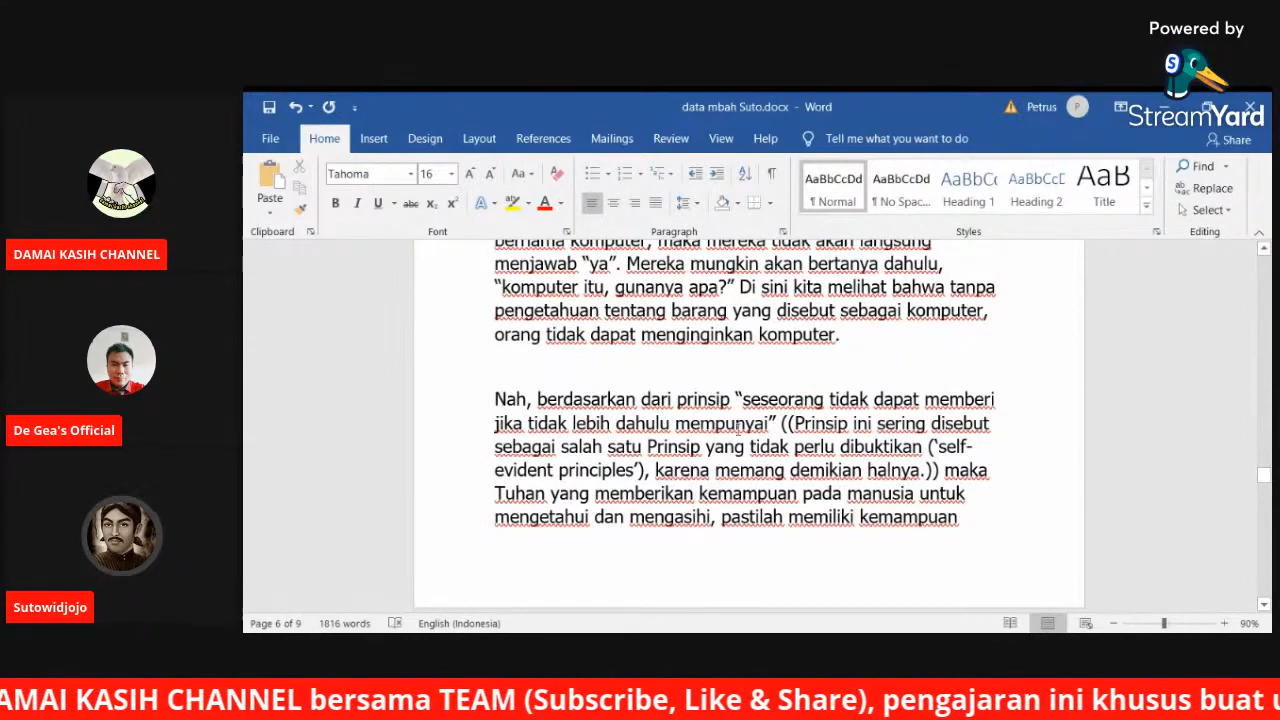 Powered by
StreamYard
data mbah Suto.docx - Word
Petrus
P
File Home Insert Design Layout References Mailings Review View Help Tell me what you want to do
Share
Paste
Clipboard
Tahoma 16
Font
Paragraph
AaBbCcDd AaBbCcDd AaBbCc AaBbCcE AaB
¶ Normal ¶ No Spac... Heading 1 Heading 2 Title
Styles
Find
Replace
Select
Editing
bernama komputer, maka mereka tidak akan langsung
menjawab “ya”. Mereka mungkin akan bertanya dahulu,
“komputer itu, gunanya apa?” Di sini kita melihat bahwa tanpa
pengetahuan tentang barang yang disebut sebagai komputer,
orang tidak dapat menginginkan komputer.
Nah, berdasarkan dari prinsip “seseorang tidak dapat memberi
jika tidak lebih dahulu mempunyai” ((Prinsip ini sering disebut
sebagai salah satu Prinsip yang tidak perlu dibuktikan (‘self-
evident principles’), karena memang demikian halnya.)) maka
Tuhan yang memberikan kemampuan pada manusia untuk
mengetahui dan mengasihi, pastilah memiliki kemampuan
Page 6 of 9 1816 words English (Indonesia) 90%
DAMAI KASIH CHANNEL
De Gea's Official
Sutowidjojo
AMAI KASIH CHANNEL bersama TEAM (Subscribe, Like & Share), pengajaran ini khusus buat u